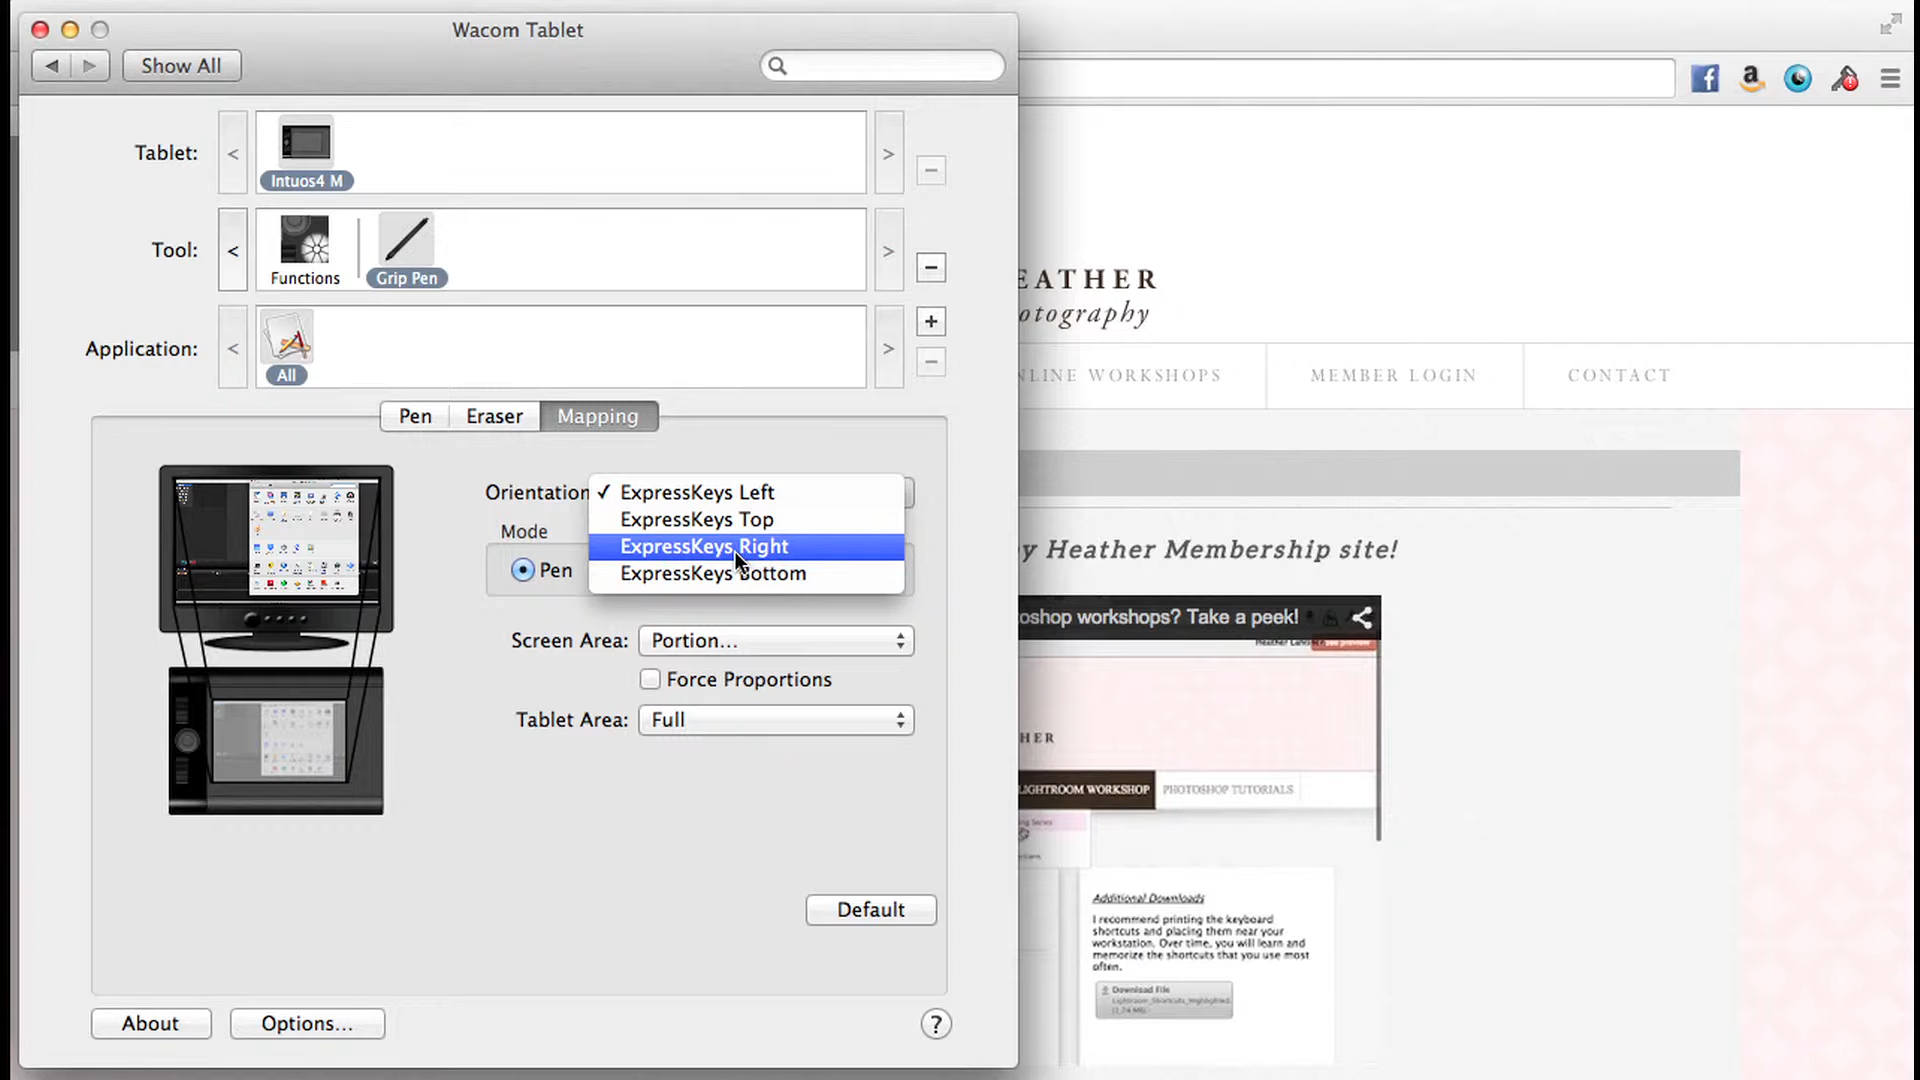 Wacom Tablet
Show All
Tablet:
Intuos4 M
Tool:
Functions
Grip Pen
Application:
All
Pen
Eraser
Mapping
Orientation
✓ ExpressKeys Left
ExpressKeys Top
ExpressKeys Right
ExpressKeys Bottom
Mode
Pen
Screen Area:
Portion...
Force Proportions
Tablet Area:
Full
Default
About
Options...
?
EATHER
otography
NLINE WORKSHOPS
MEMBER LOGIN
CONTACT
y Heather Membership site!
oshop workshops? Take a peek!
HER
LIGHTROOM WORKSHOP
PHOTOSHOP TUTORIALS
Additional Downloads
I recommend printing the keyboard
shortcuts and placing them near your
workstation. Over time, you will learn and
memorize the shortcuts that you use most
often.
Download File